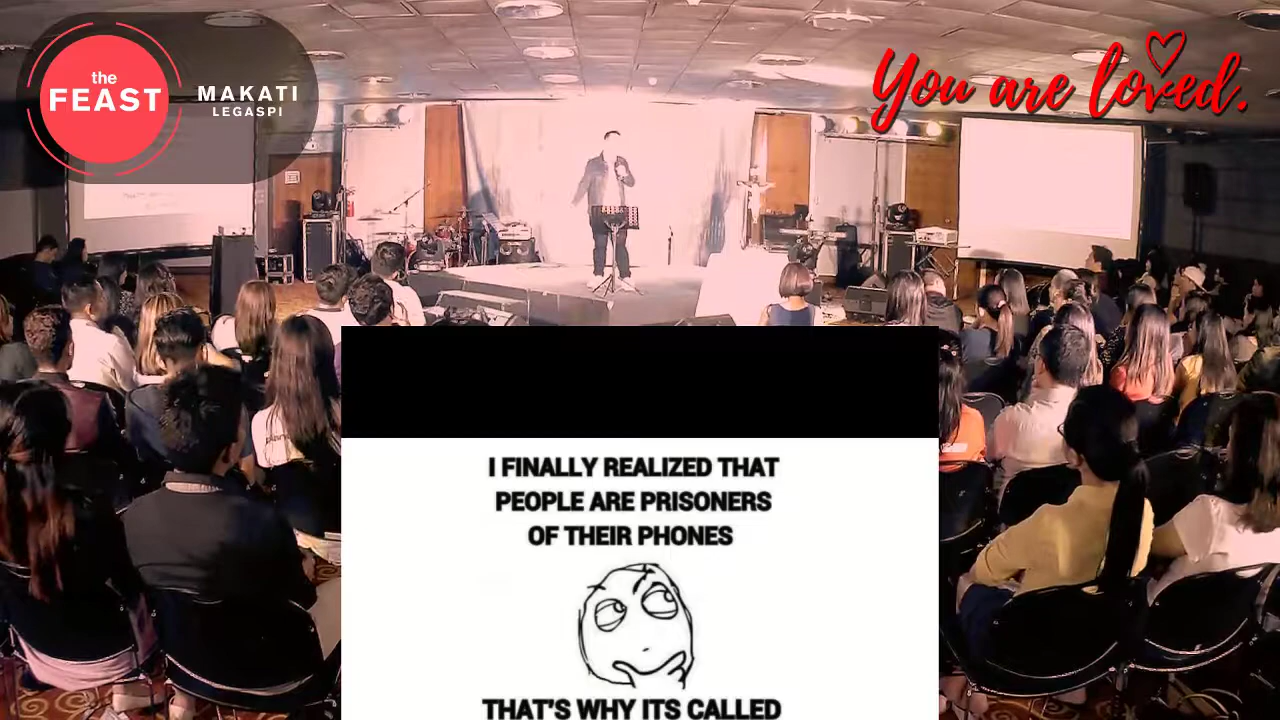 the
FEAST
MAKATI
LEGASPI
You are loved.
I FINALLY REALIZED THAT
PEOPLE ARE PRISONERS
OF THEIR PHONES
THAT'S WHY ITS CALLED